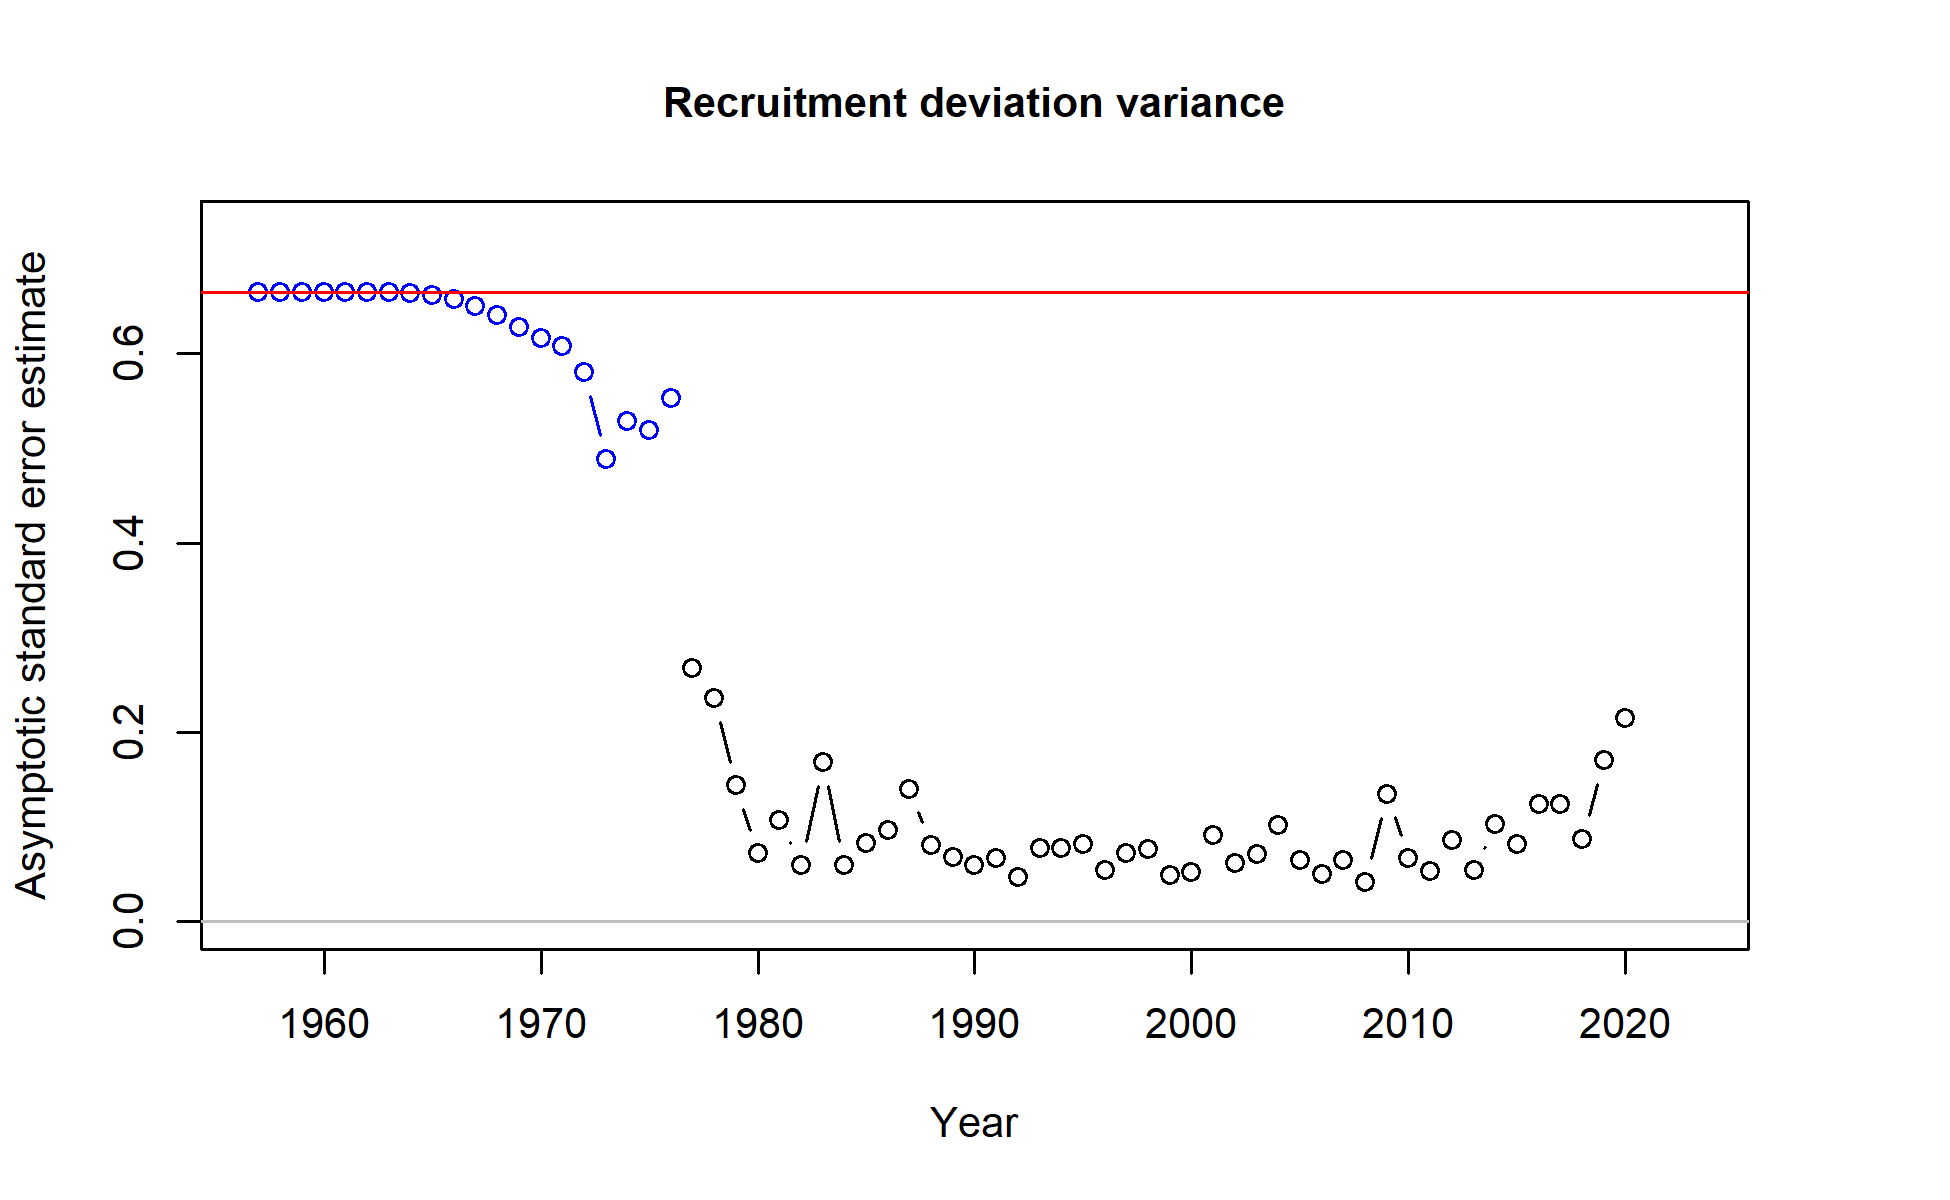 Recruitment deviation variance
Asymptotic standard error estimate
0.6
0.4
0.2
0.0
1960 1970 1980 1990 2000 2010 2020
Year